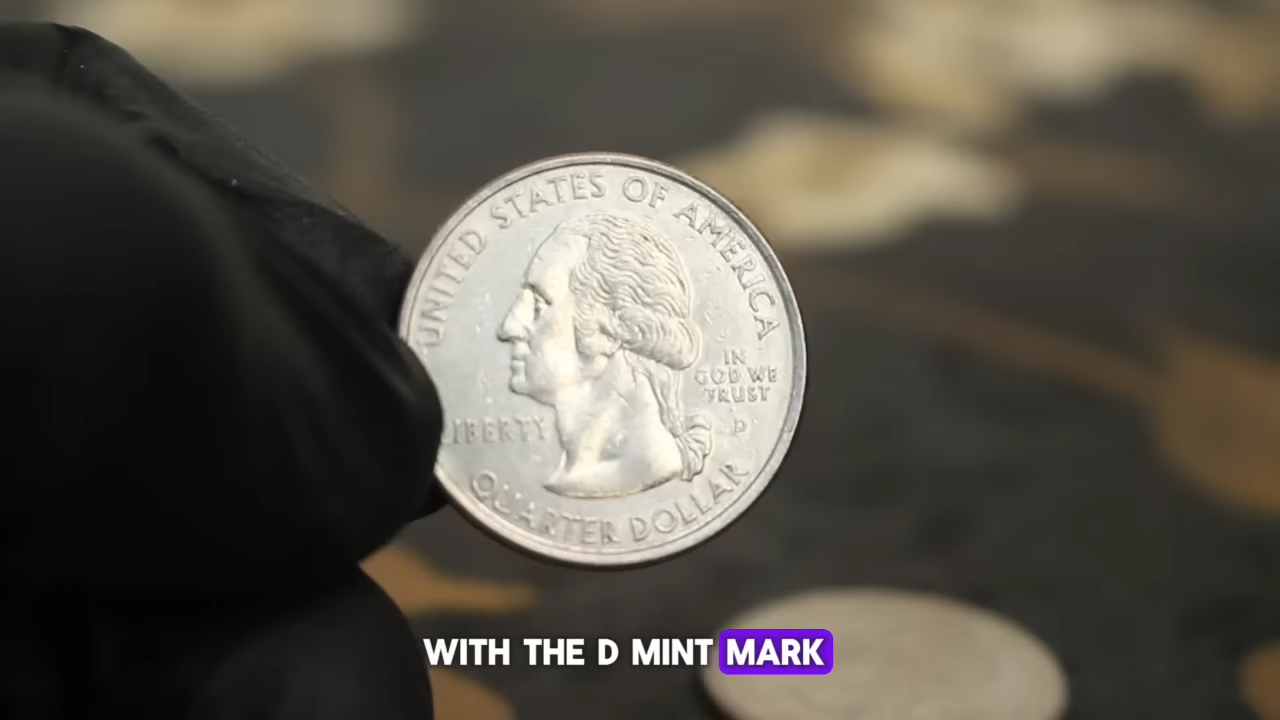 UNITED STATES OF AMERICA
IN
GOD WE
TRUST
LIBERTY
D
QUARTER DOLLAR
WITH THE D MINT MARK